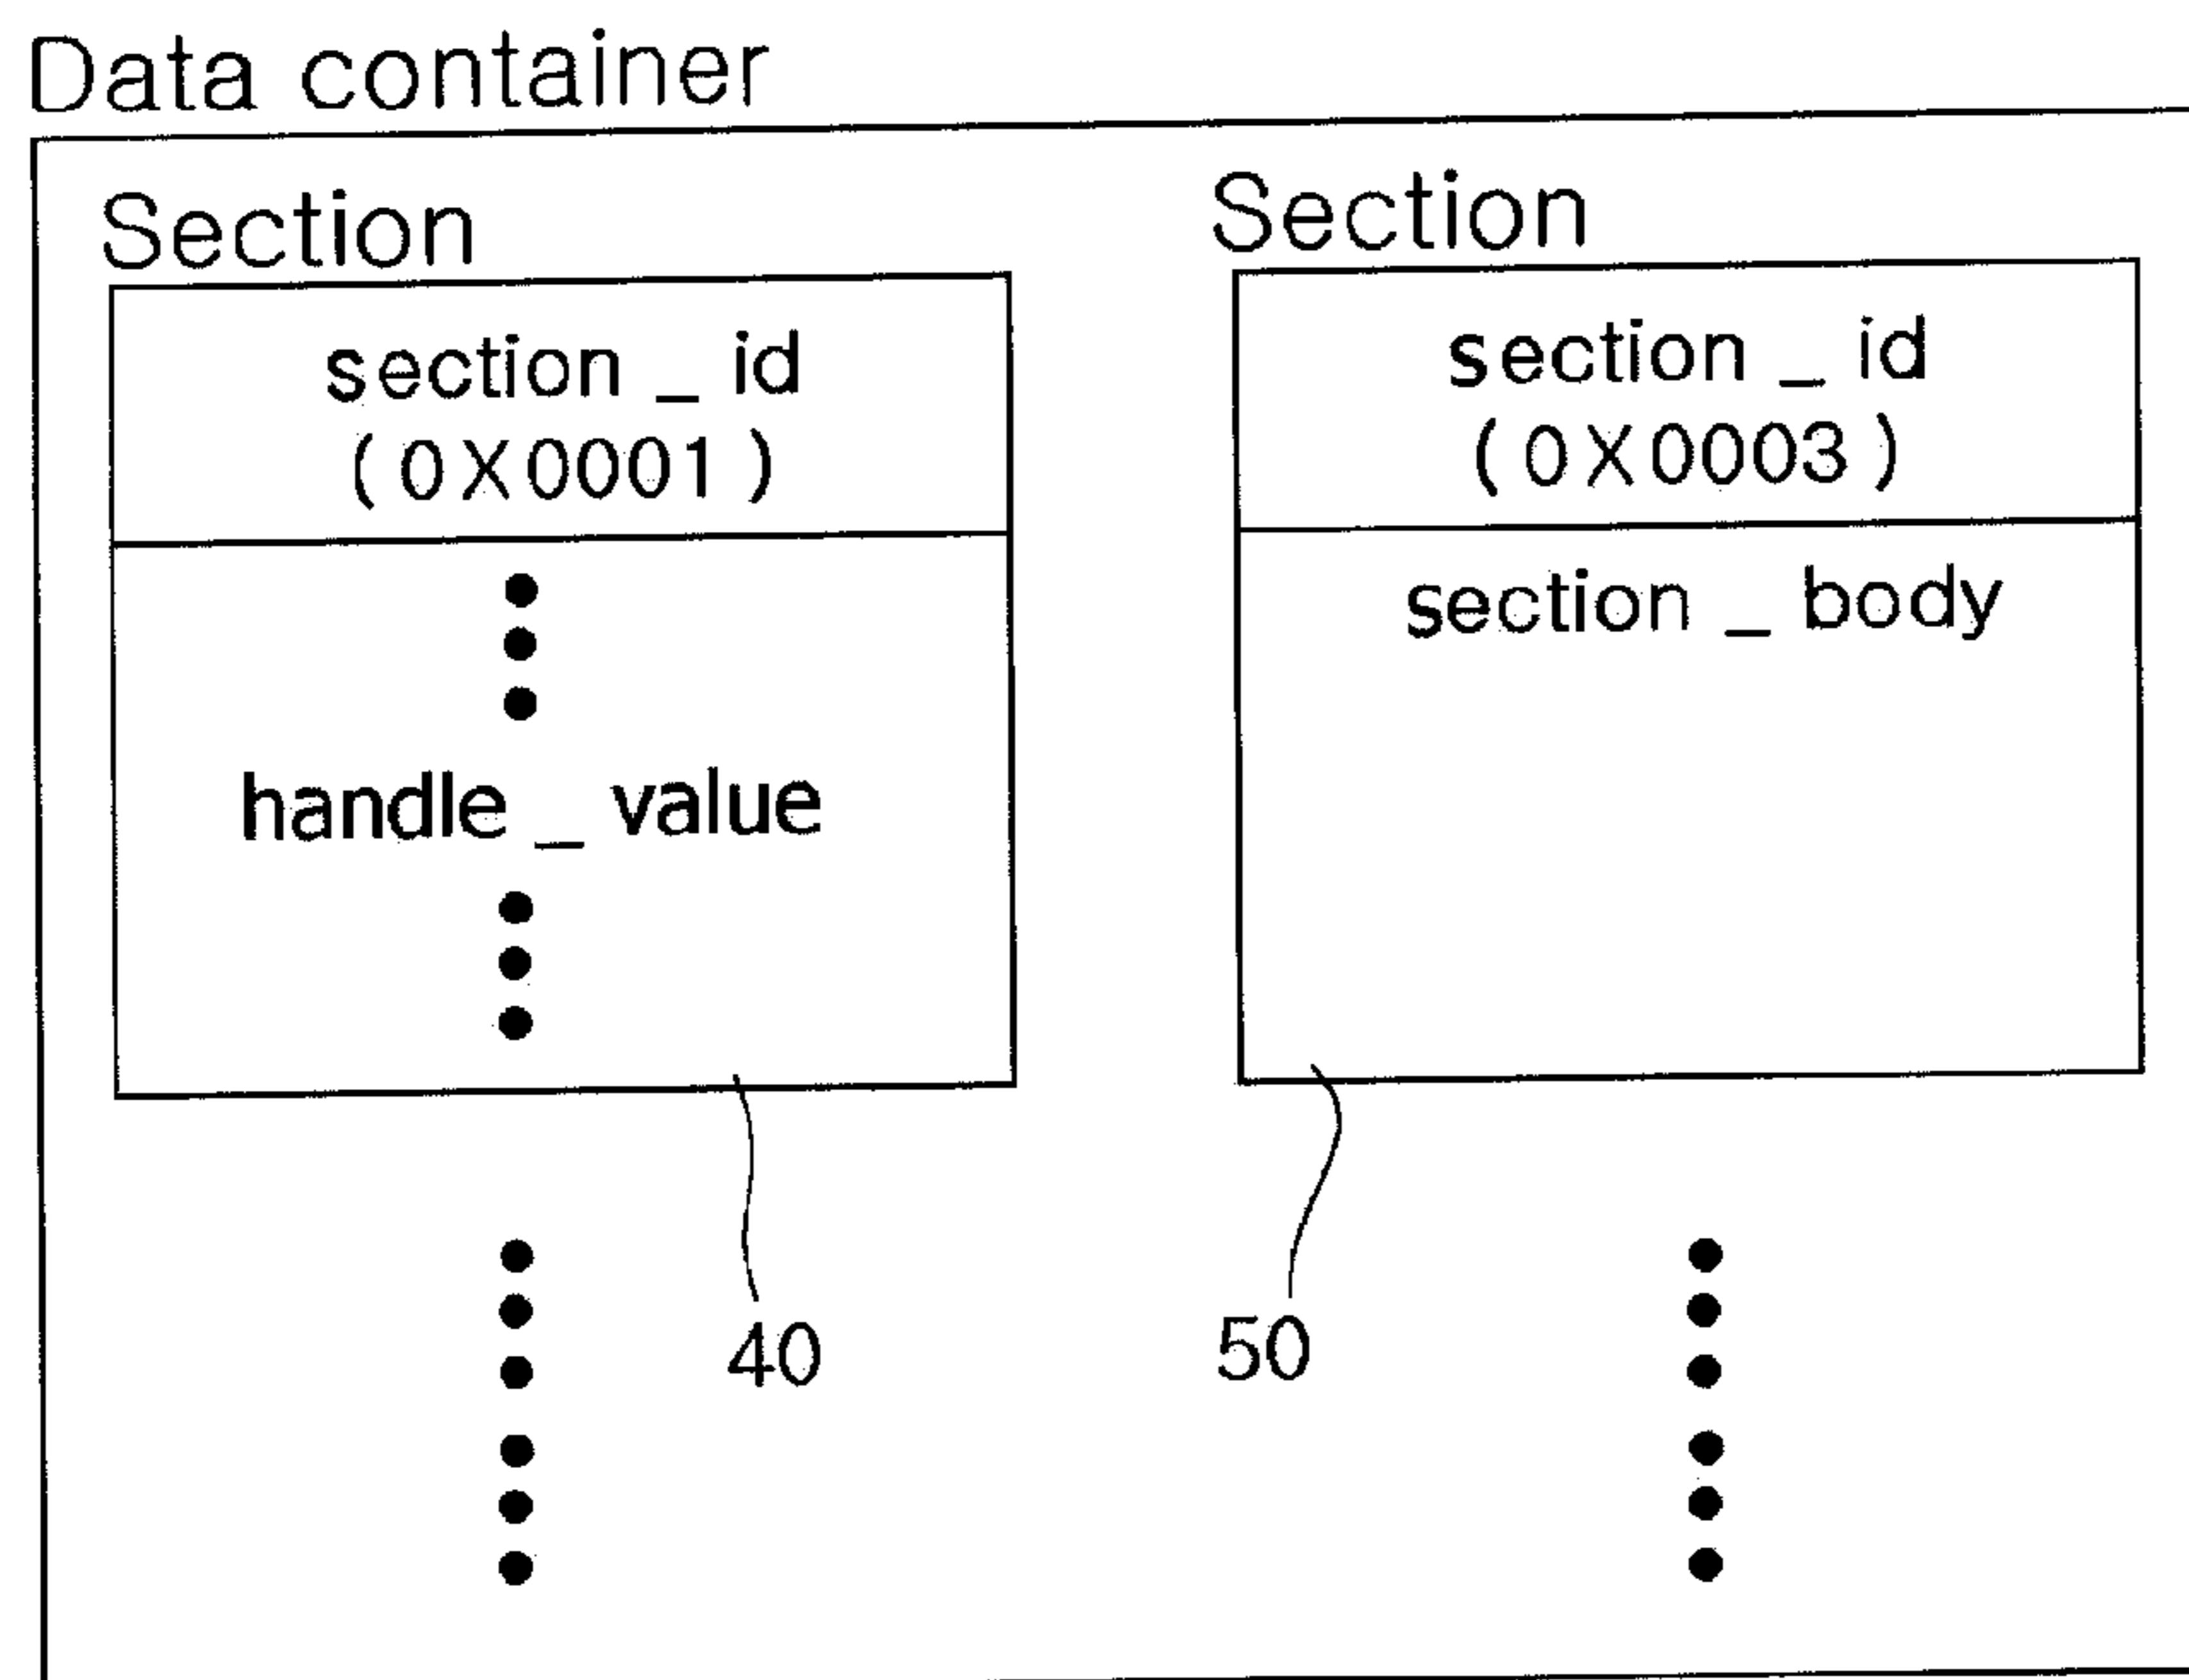 Data container
Section
section _ id
(0X0001)
handle _ value
40
Section
section _ id
(0X0003)
section _ body
50